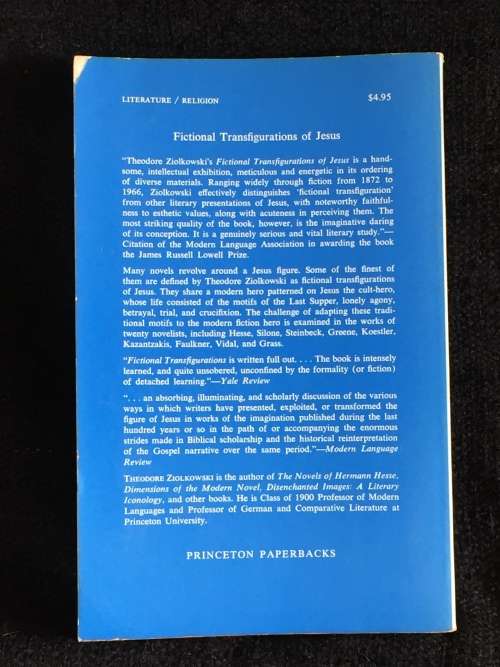 LITERATURE / RELIGION
$4.95
Fictional Transfigurations of Jesus
"Theodore Ziolkowski's Fictional Transfigurations of Jesus is a hand-
some, intellectual exhibition, meticulous and energetic in its ordering
of diverse materials. Ranging widely through fiction from 1872 to
1966, Ziolkowski effectively distinguishes 'fictional transfiguration'
from other literary presentations of Jesus, with noteworthy faithful-
ness to esthetic values, along with acuteness in perceiving them. The
most striking quality of the book, however, is the imaginative daring
of its conception. It is a genuinely serious and vital literary study."—
Citation of the Modern Language Association in awarding the book
the James Russell Lowell Prize.
Many novels revolve around a Jesus figure. Some of the finest of
them are defined by Theodore Ziolkowski as fictional transfigurations
of Jesus. They share a modern hero patterned on Jesus the cult-hero,
whose life consisted of the motifs of the Last Supper, lonely agony,
betrayal, trial, and crucifixion. The challenge of adapting these tradi-
tional motifs to the modern fiction hero is examined in the works of
twenty novelists, including Hesse, Silone, Steinbeck, Greene, Koestler,
Kazantzakis, Faulkner, Vidal, and Grass.
"Fictional Transfigurations is written full out. . . . The book is intensely
learned, and quite unsobered, unconfined by the formality (or fiction)
of detached learning."—Yale Review
". . . an absorbing, illuminating, and scholarly discussion of the various
ways in which writers have presented, exploited, or transformed the
figure of Jesus in works of the imagination published during the last
hundred years or so in the path of or accompanying the enormous
strides made in Biblical scholarship and the historical reinterpretation
of the Gospel narrative over the same period."—Modern Language
Review
THEODORE ZIOLKOWSKI is the author of The Novels of Hermann Hesse,
Dimensions of the Modern Novel, Disenchanted Images: A Literary
Iconology, and other books. He is Class of 1900 Professor of Modern
Languages and Professor of German and Comparative Literature at
Princeton University.
PRINCETON PAPERBACKS